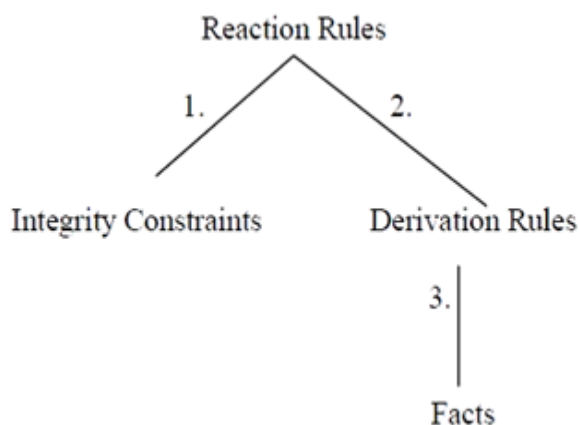 Reaction Rules
1.
2.
Integrity Constraints
Derivation Rules
3.
Facts